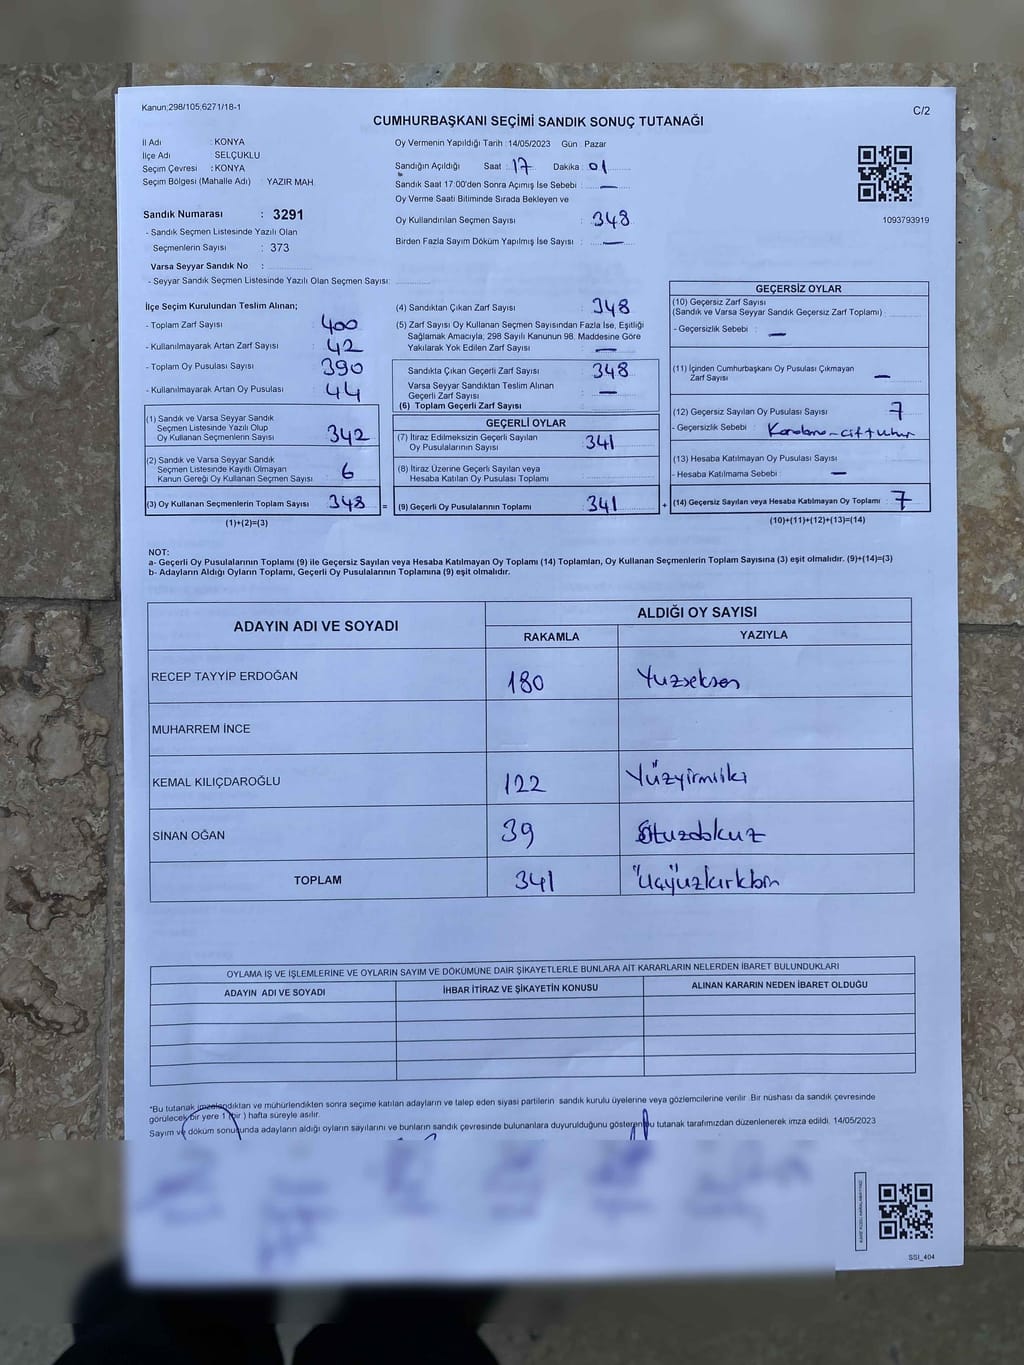 Kanun;298/105;6271/18-1
C/2
CUMHURBAŞKANI SEÇİMİ SANDIK SONUÇ TUTANAĞI
İl Adı : KONYA
İlçe Adı SELÇUKLU
Seçim Çevresi : KONYA
Seçim Bölgesi (Mahalle Adı) YAZIR MAH.
Sandık Numarası : 3291
- Sandık Seçmen Listesinde Yazılı Olan
Seçmenlerin Sayısı : 373
Varsa Seyyar Sandık No :
- Seyyar Sandık Seçmen Listesinde Yazılı Olan Seçmen Sayısı:
Oy Vermenin Yapıldığı Tarih : 14/05/2023 Gün : Pazar
Sandığın Açıldığı Saat : 17 Dakika : 01
Sandık Saat 17:00'den Sonra Açımış İse Sebebi : —
Oy Verme Saati Bitiminde Sırada Bekleyen ve
Oy Kullandırılan Seçmen Sayısı : 348
Birden Fazla Sayım Döküm Yapılmış İse Sayısı : —
1093793919
İlçe Seçim Kurulundan Teslim Alınan;
- Toplam Zarf Sayısı : 400
- Kullanılmayarak Artan Zarf Sayısı : 42
- Toplam Oy Pusulası Sayısı : 390
- Kullanılmayarak Artan Oy Pusulası : 44
(1) Sandık ve Varsa Seyyar Sandık
Seçmen Listesinde Yazılı Olup
Oy Kullanan Seçmenlerin Sayısı : 342
(2) Sandık ve Varsa Seyyar Sandık
Seçmen Listesinde Kayıtlı Olmayan
Kanun Gereği Oy Kullanan Seçmen Sayısı : 6
(3) Oy Kullanan Seçmenlerin Toplam Sayısı : 348
(1)+(2)=(3)
=
(4) Sandıktan Çıkan Zarf Sayısı : 348
(5) Zarf Sayısı Oy Kullanan Seçmen Sayısından Fazla İse, Eşitliği
Sağlamak Amacıyla; 298 Sayılı Kanunun 98. Maddesine Göre
Yakılarak Yok Edilen Zarf Sayısı : —
Sandıkta Çıkan Geçerli Zarf Sayısı : 348
Varsa Seyyar Sandıktan Teslim Alınan
Geçerli Zarf Sayısı : —
(6) Toplam Geçerli Zarf Sayısı :
GEÇERLİ OYLAR
(7) İtiraz Edilmeksizin Geçerli Sayılan
Oy Pusulalarının Sayısı : 341
(8) İtiraz Üzerine Geçerli Sayılan veya
Hesaba Katılan Oy Pusulası Toplamı :
(9) Geçerli Oy Pusulalarının Toplamı : 341
+
GEÇERSİZ OYLAR
(10) Geçersiz Zarf Sayısı
(Sandık ve Varsa Seyyar Sandık Geçersiz Zarf Toplamı) :
- Geçersizlik Sebebi : —
(11) İçinden Cumhurbaşkanı Oy Pusulası Çıkmayan
Zarf Sayısı : —
(12) Geçersiz Sayılan Oy Pusulası Sayısı : 7
- Geçersizlik Sebebi :
(13) Hesaba Katılmayan Oy Pusulası Sayısı :
- Hesaba Katılmama Sebebi : —
(14) Geçersiz Sayılan veya Hesaba Katılmayan Oy Toplamı : 7
(10)+(11)+(12)+(13)=(14)
NOT:
a- Geçerli Oy Pusulalarının Toplamı (9) ile Geçersiz Sayılan veya Hesaba Katılmayan Oy Toplamı (14) Toplamları, Oy Kullanan Seçmenlerin Toplam Sayısına (3) eşit olmalıdır. (9)+(14)=(3)
b- Adayların Aldığı Oyların Toplamı, Geçerli Oy Pusulalarının Toplamına (9) eşit olmalıdır.
ADAYIN ADI VE SOYADI
ALDIĞI OY SAYISI
RAKAMLA YAZIYLA
RECEP TAYYİP ERDOĞAN 180 Yuzseksen
MUHARREM İNCE
KEMAL KILIÇDAROĞLU 122 Yüzyirmiiki
SİNAN OĞAN 39 Otuzdokuz
TOPLAM 341 Üçyüzkırkbir
OYLAMA İŞ VE İŞLEMLERİNE VE OYLARIN SAYIM VE DÖKÜMÜNE DAİR ŞİKAYETLERLE BUNLARA AİT KARARLARIN NELERDEN İBARET BULUNDUKLARI
ADAYIN ADI VE SOYADI İHBAR İTİRAZ VE ŞİKAYETİN KONUSU ALINAN KARARIN NEDEN İBARET OLDUĞU
*Bu tutanak imzalandıktan ve mühürlendikten sonra seçime katılan adayların ve talep eden siyasi partilerin sandık kurulu üyelerine veya gözlemcilerine verilir .Bir nüshası da sandık çevresinde
görülecek bir yere 1 (bir ) hafta süreyle asılır.
Sayım ve döküm sonucunda adayların aldığı oyların sayılarını ve bunların sandık çevresinde bulunanlara duyurulduğunu gösteren bu tutanak tarafımızdan düzenlenerek imza edildi. 14/05/2023
SSİ_404